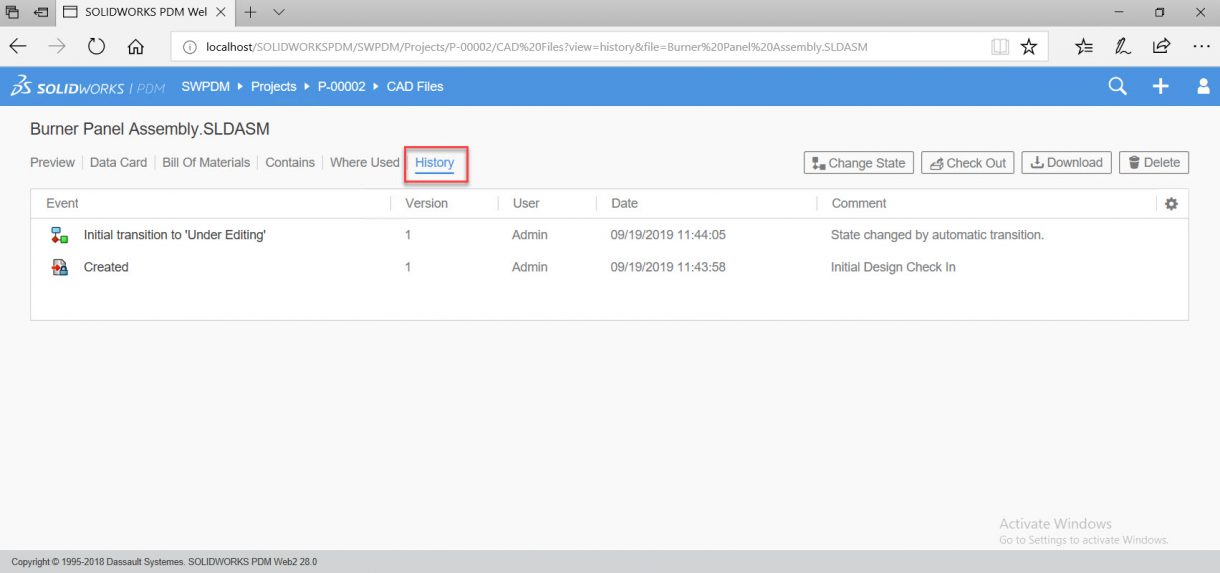 SOLIDWORKS PDM Wel
localhost/SOLIDWORKSPDM/SWPDM/Projects/P-00002/CAD%20Files?view=history&file=Burner%20Panel%20Assembly.SLDASM
SOLIDWORKS | PDM SWPDM Projects P-00002 CAD Files
Burner Panel Assembly.SLDASM
Preview Data Card Bill Of Materials Contains Where Used History Change State Check Out Download Delete
Event Version User Date Comment
Initial transition to 'Under Editing' 1 Admin 09/19/2019 11:44:05 State changed by automatic transition.
Created 1 Admin 09/19/2019 11:43:58 Initial Design Check In
Activate Windows
Go to Settings to activate Windows.
Copyright © 1995-2018 Dassault Systemes. SOLIDWORKS PDM Web2 28.0